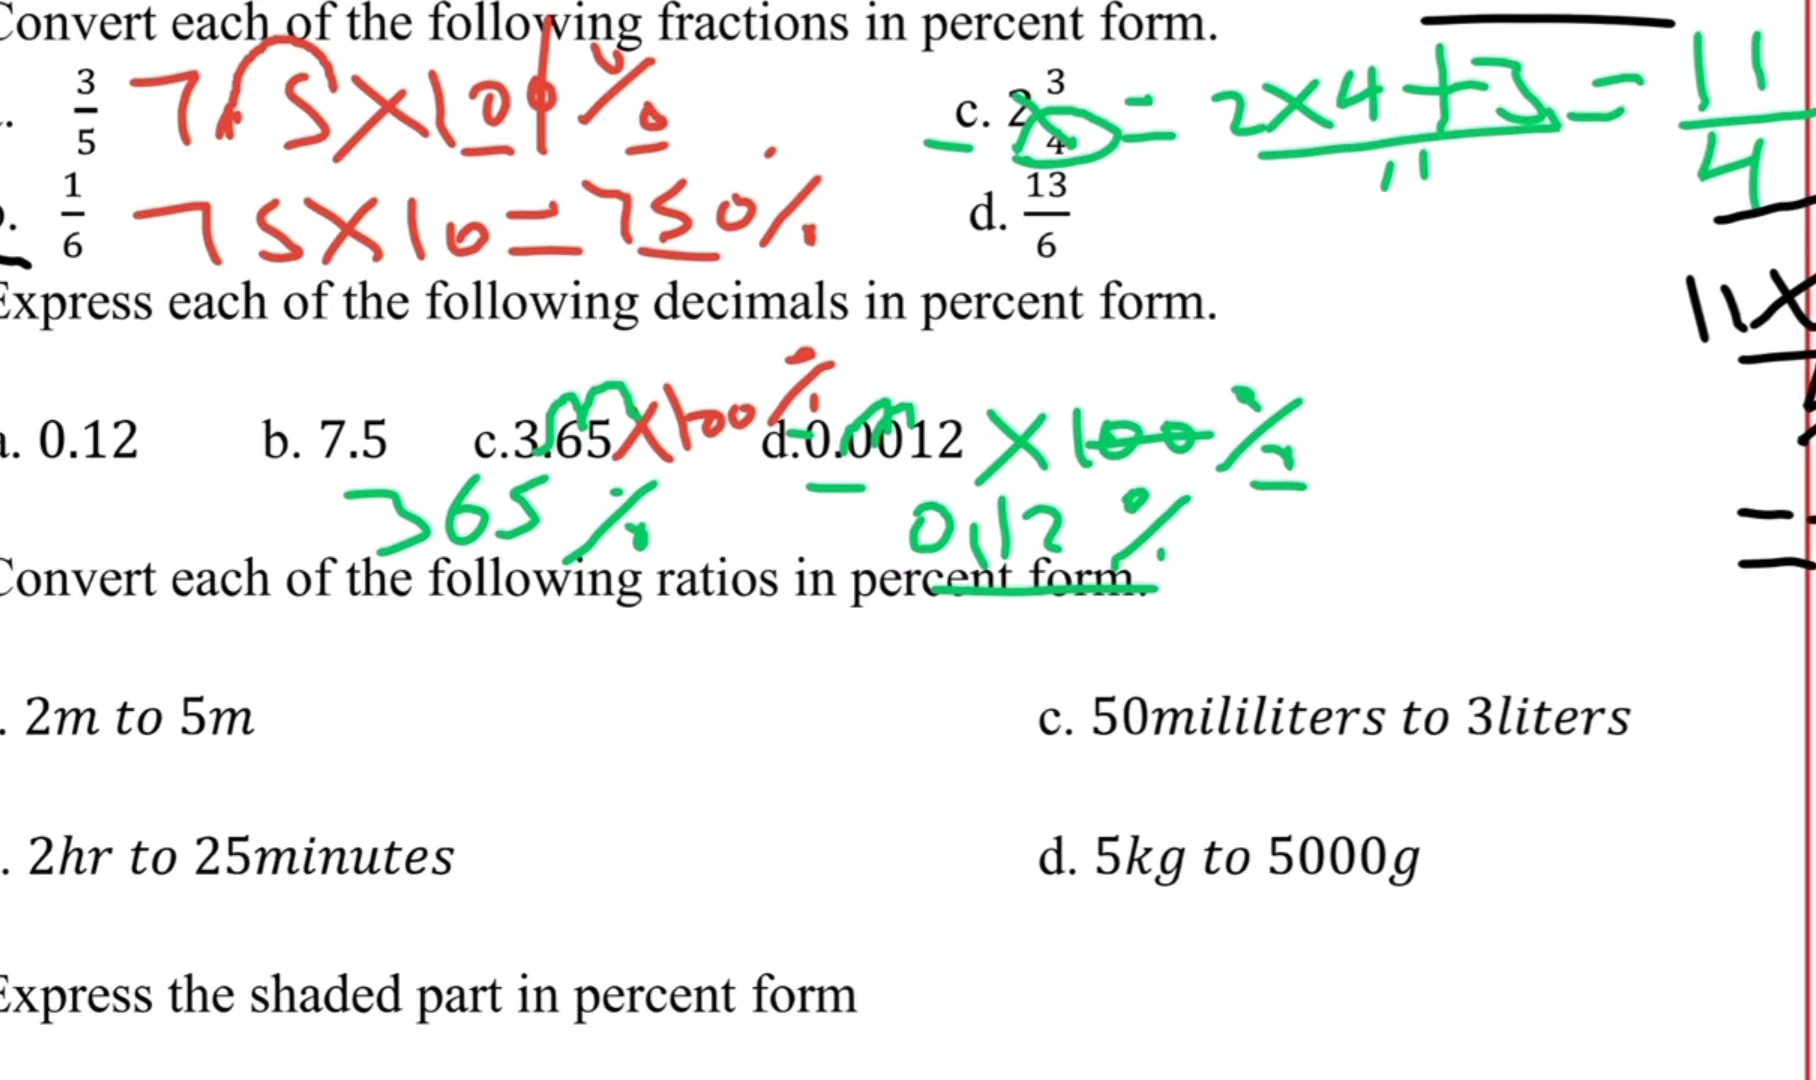 Convert each of the following fractions in percent form.
3/5 7.5×100% c. 2 3/4 = 2×4+3 = 11/4
1/6 75×10=750% d. 13/6
11×
Express each of the following decimals in percent form.
a. 0.12 b. 7.5 c.3.65×100% d.0.0012 ×100%
365% 0.12%
Convert each of the following ratios in percent form.
. 2m to 5m c. 50mililiters to 3liters
. 2hr to 25minutes d. 5kg to 5000g
Express the shaded part in percent form